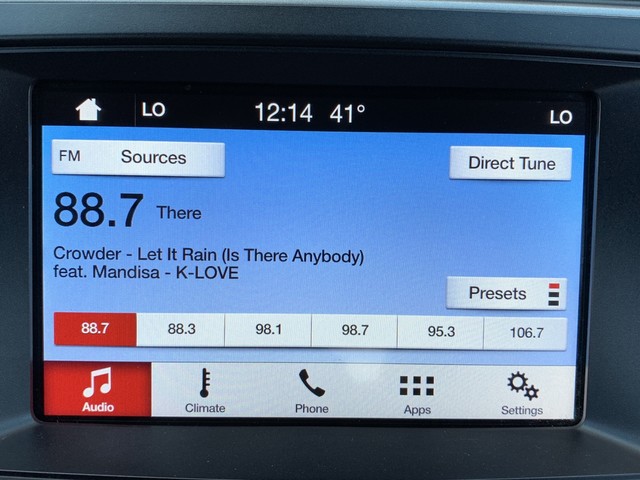 LO 12:14 41° LO
FM Sources Direct Tune
88.7 There
Crowder - Let It Rain (Is There Anybody)
feat. Mandisa - K-LOVE
Presets
88.7 88.3 98.1 98.7 95.3 106.7
Audio Climate Phone Apps Settings